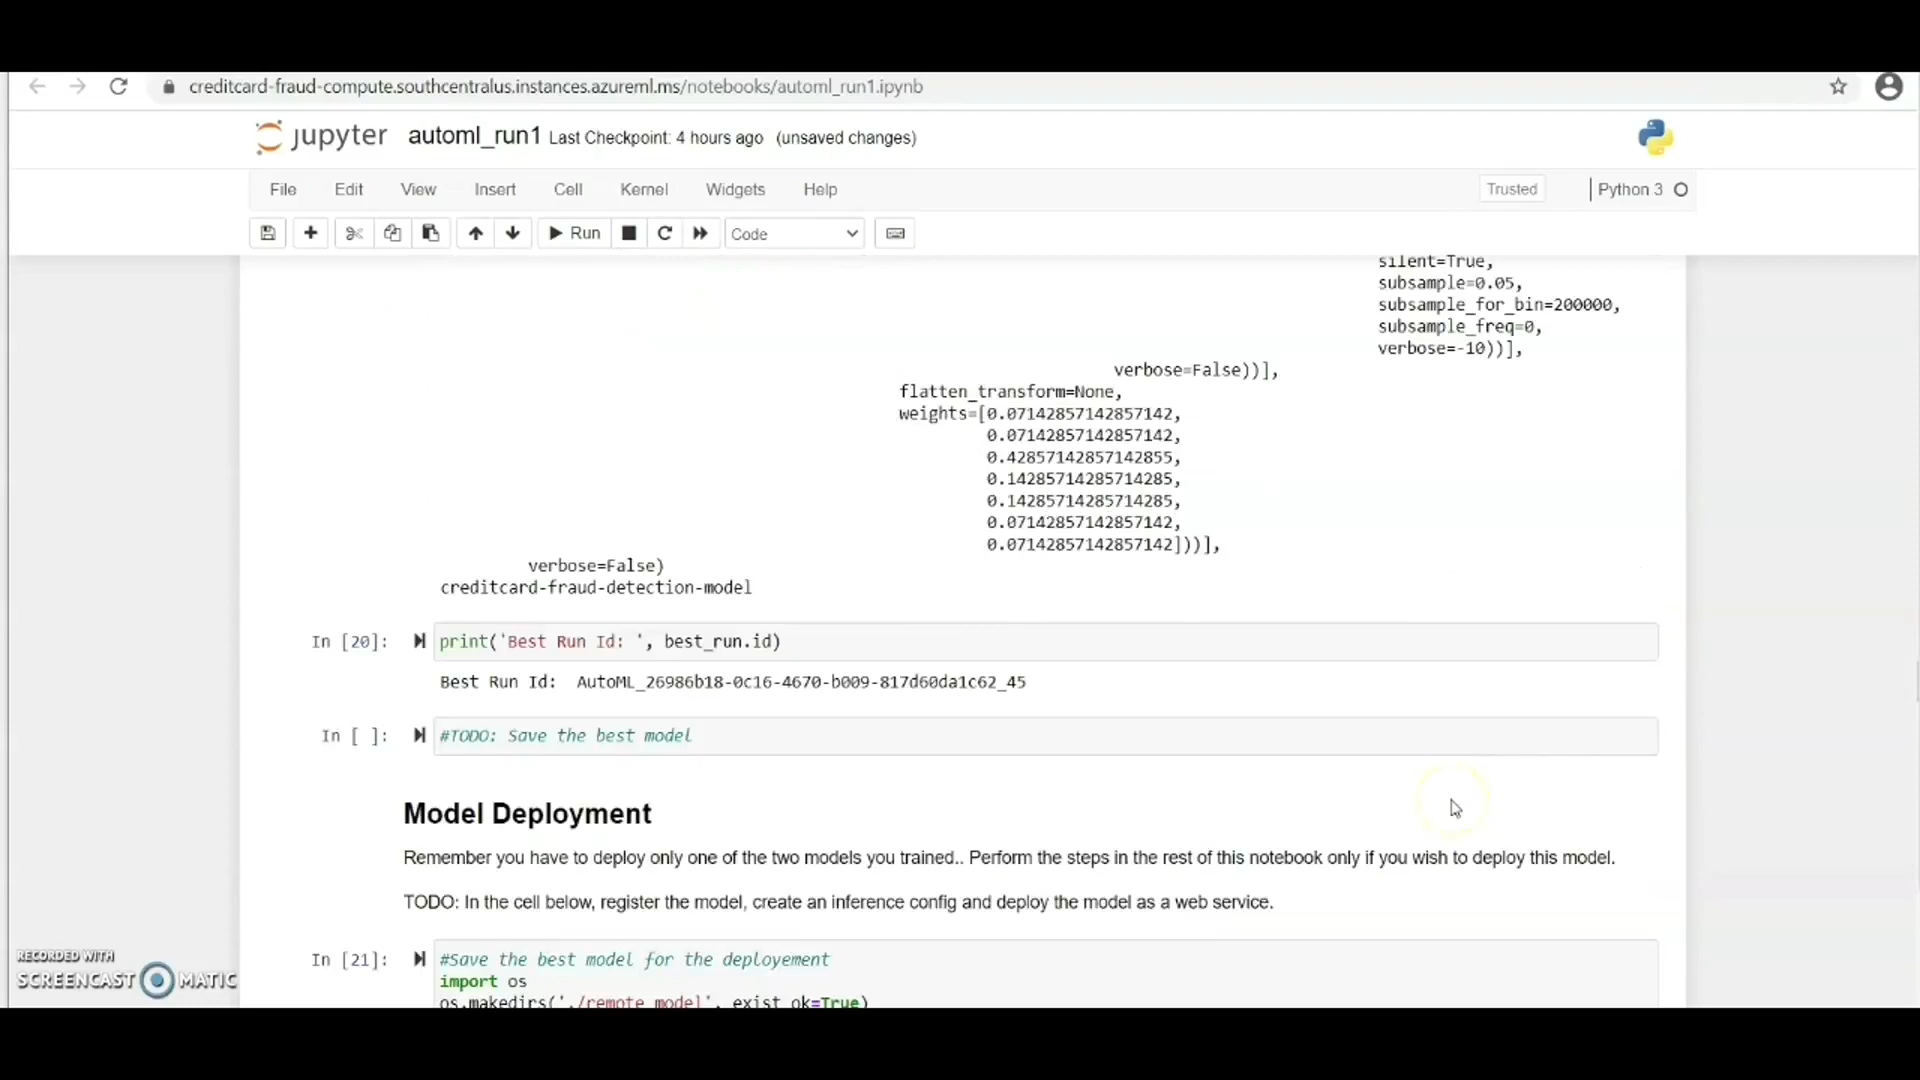 creditcard-fraud-compute.southcentralus.instances.azureml.ms/notebooks/automl_run1.ipynb
jupyter automl_run1 Last Checkpoint: 4 hours ago (unsaved changes)
File Edit View Insert Cell Kernel Widgets Help Trusted Python 3
Run Code
silent=True,
subsample=0.05,
subsample_for_bin=200000,
subsample_freq=0,
verbose=-10))],
verbose=False))],
flatten_transform=None,
weights=[0.07142857142857142,
0.07142857142857142,
0.42857142857142855,
0.14285714285714285,
0.14285714285714285,
0.07142857142857142,
0.07142857142857142]))],
verbose=False)
creditcard-fraud-detection-model
In [20]: print('Best Run Id: ', best_run.id)
Best Run Id:  AutoML_26986b18-0c16-4670-b009-817d60da1c62_45
In [ ]: #TODO: Save the best model
Model Deployment
Remember you have to deploy only one of the two models you trained.. Perform the steps in the rest of this notebook only if you wish to deploy this model.
TODO: In the cell below, register the model, create an inference config and deploy the model as a web service.
In [21]: #Save the best model for the deployement
import os
os.makedirs('./remote_model', exist_ok=True)
RECORDED WITH
SCREENCAST MATIC